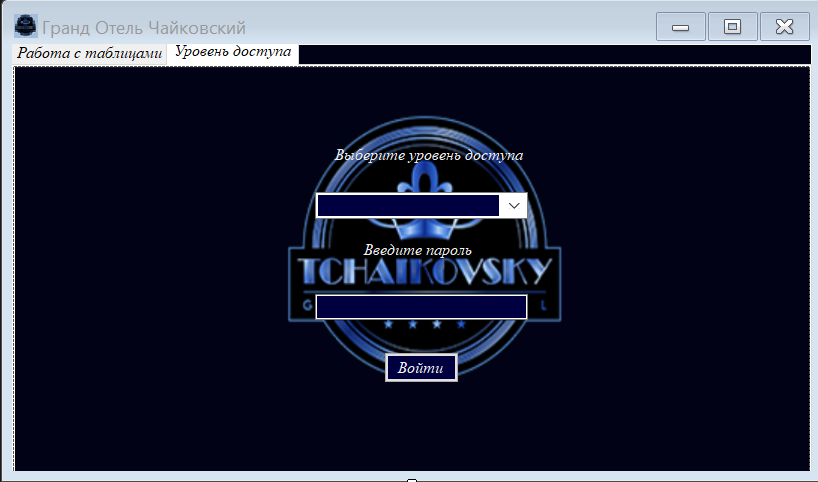 Гранд Отель Чайковский
Работа с таблицами Уровень доступа
Выберите уровень доступа
Введите пароль
TCHAIKOVSKY
G L
Войти